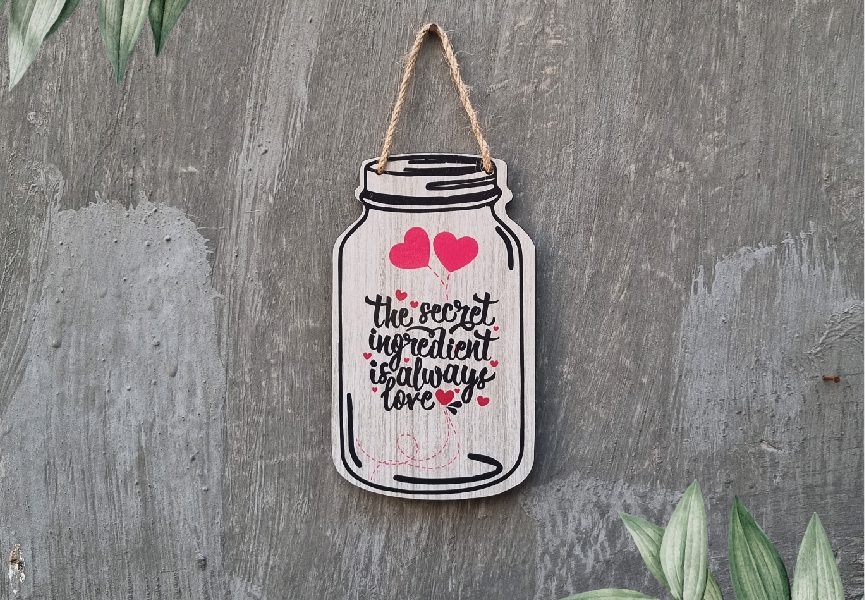 the secret
ingredient
is always
love